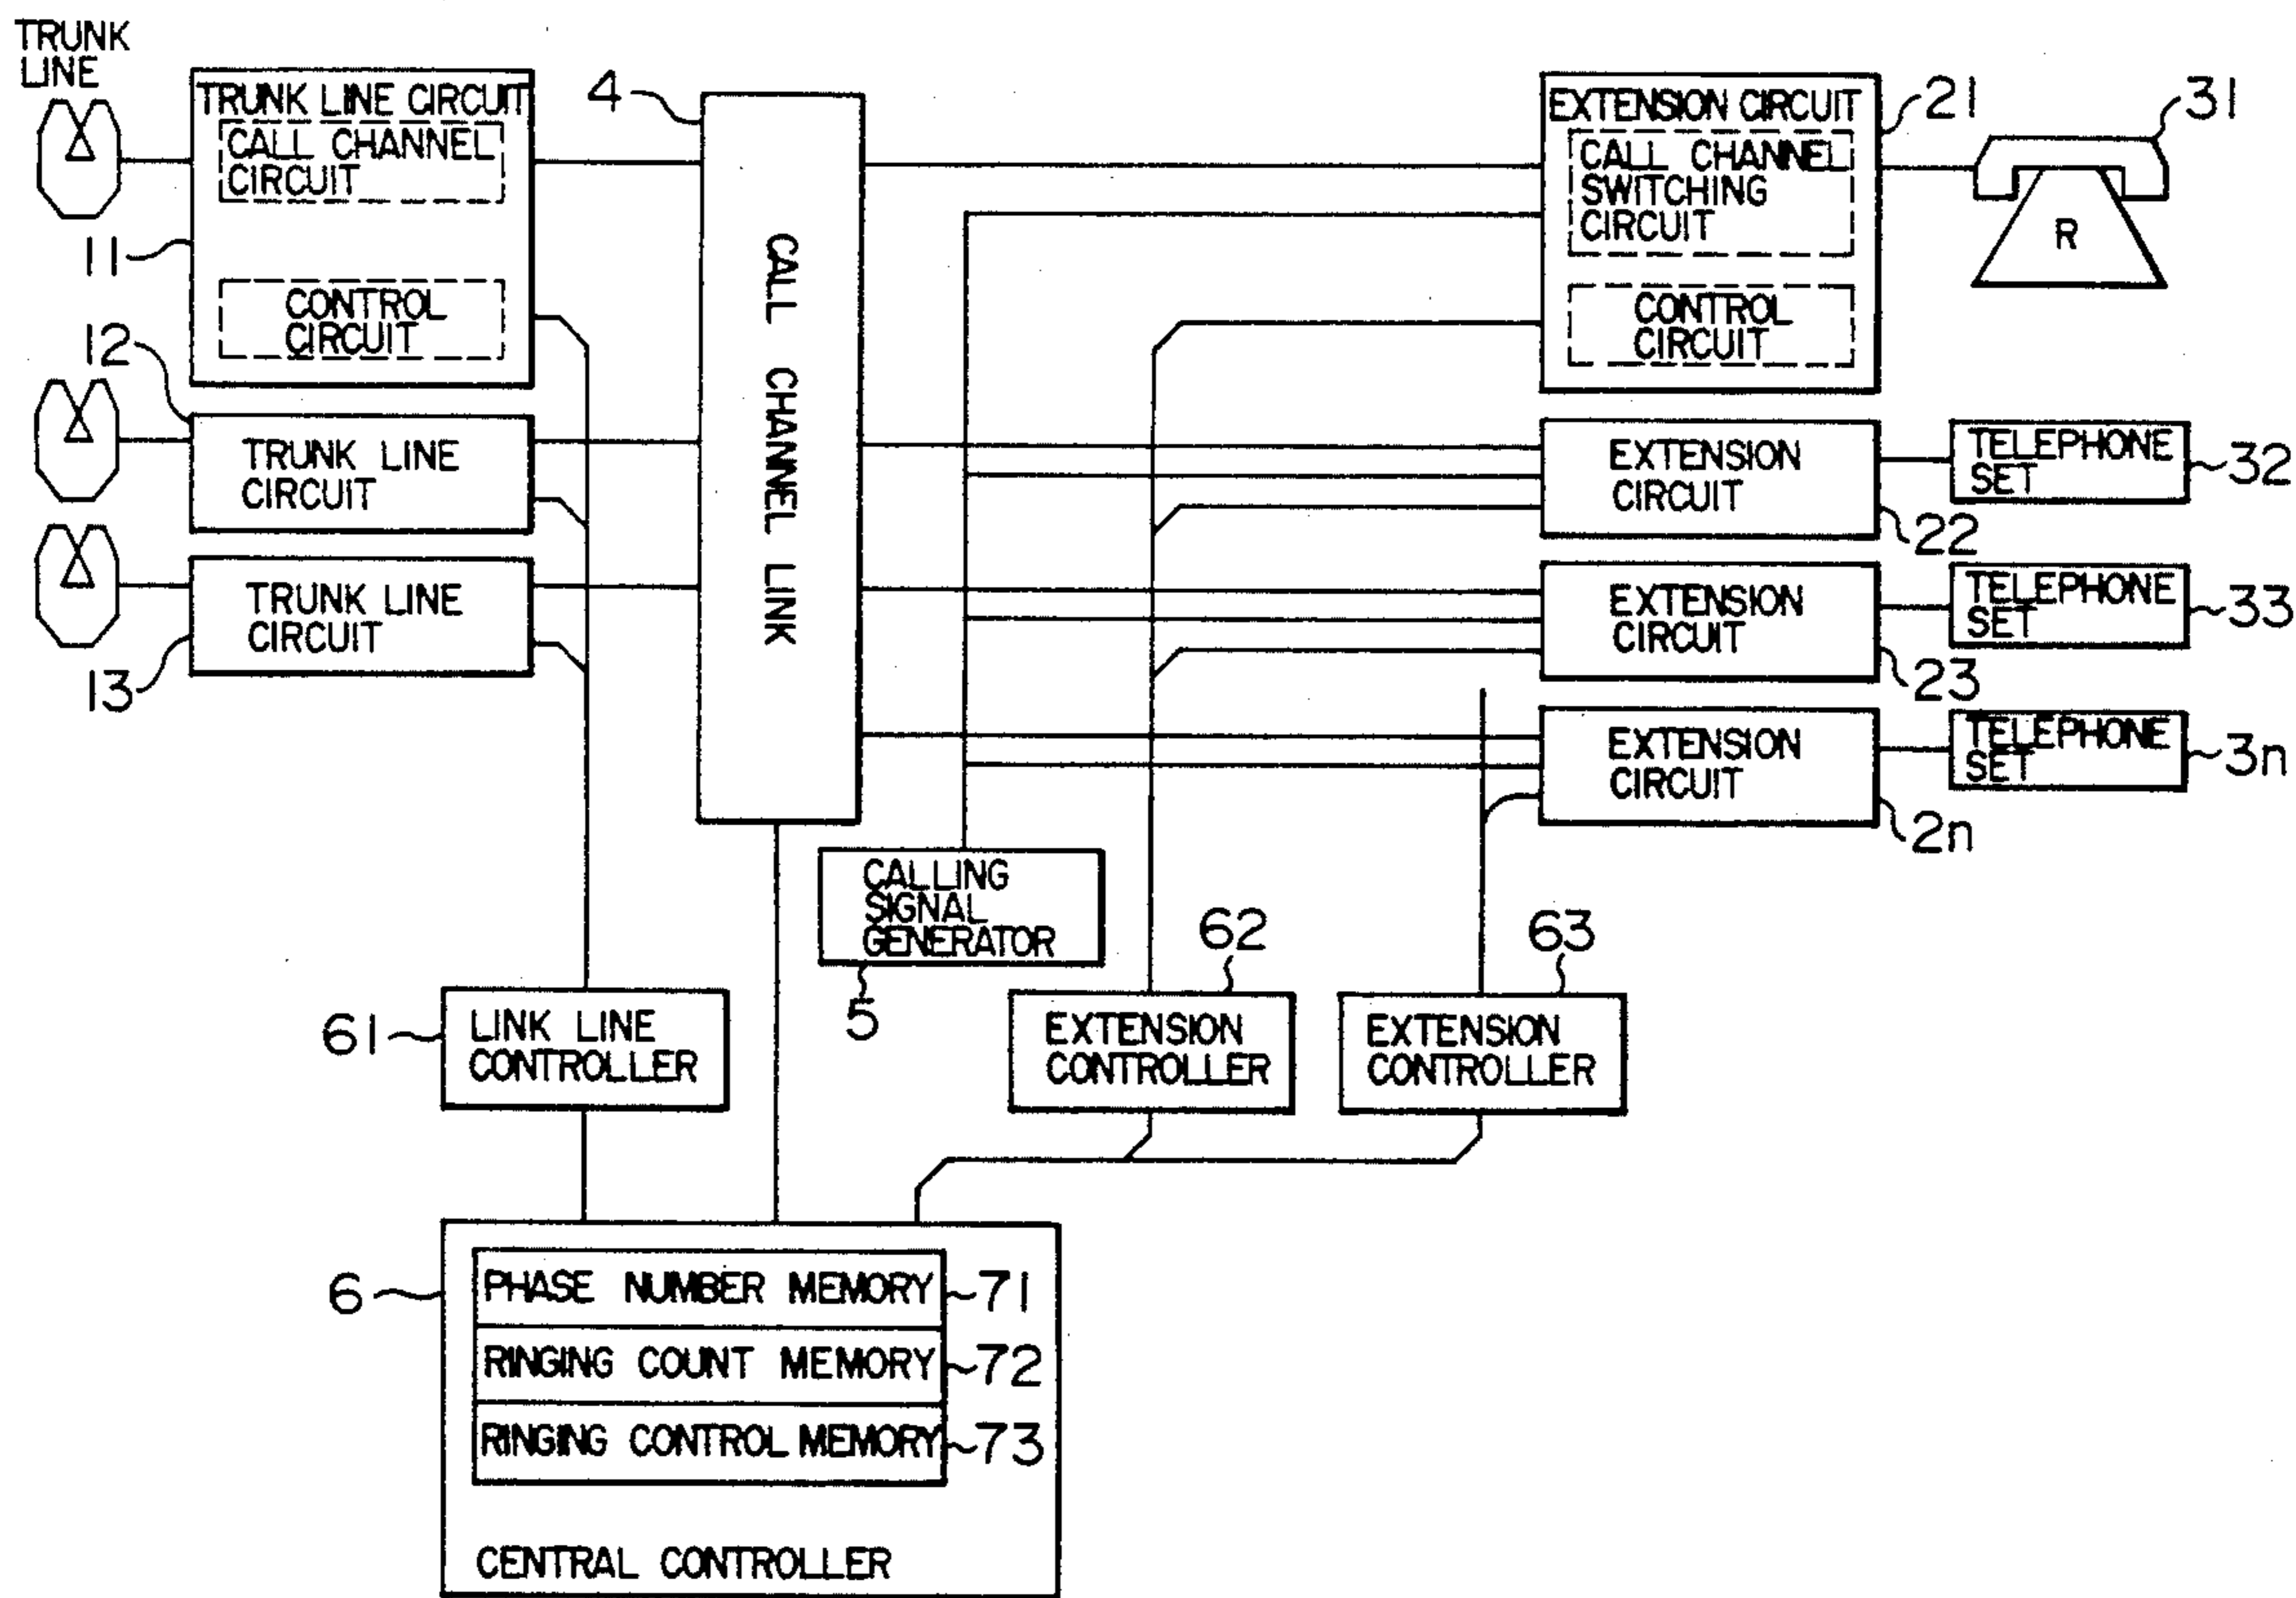 TRUNK
LINE
TRUNK LINE CIRCUIT
CALL CHANNEL
CIRCUIT
CONTROL
CIRCUIT
11
12
TRUNK LINE
CIRCUIT
TRUNK LINE
CIRCUIT
13
4
CALL CHANNEL LINK
EXTENSION CIRCUIT
CALL CHANNEL
SWITCHING
CIRCUIT
CONTROL
CIRCUIT
21
31
R
EXTENSION
CIRCUIT
22
TELEPHONE
SET
32
EXTENSION
CIRCUIT
23
TELEPHONE
SET
33
EXTENSION
CIRCUIT
2n
TELEPHONE
SET
3n
CALLING
SIGNAL
GENERATOR
5
61
LINK LINE
CONTROLLER
62
EXTENSION
CONTROLLER
63
EXTENSION
CONTROLLER
6
PHASE NUMBER MEMORY
71
RINGING COUNT MEMORY
72
RINGING CONTROL MEMORY
73
CENTRAL CONTROLLER